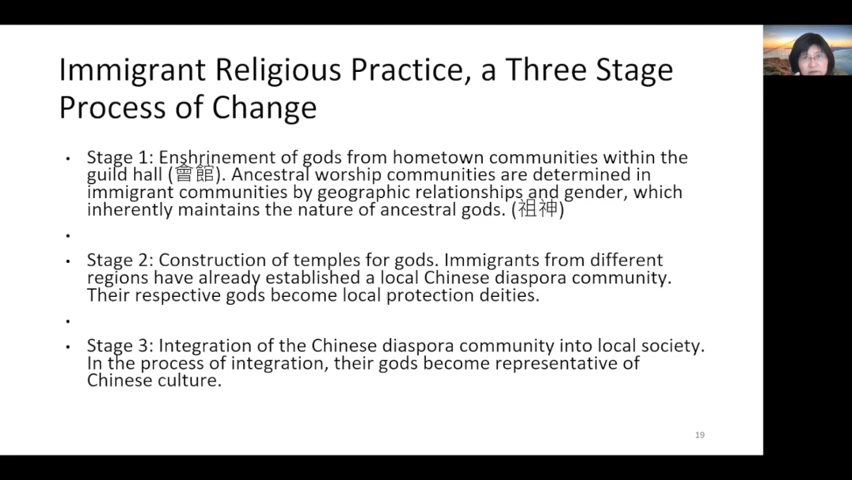 Immigrant Religious Practice, a Three Stage
Process of Change
• Stage 1: Enshrinement of gods from hometown communities within the
guild hall (會館). Ancestral worship communities are determined in
immigrant communities by geographic relationships and gender, which
inherently maintains the nature of ancestral gods. (祖神)
•
• Stage 2: Construction of temples for gods. Immigrants from different
regions have already established a local Chinese diaspora community.
Their respective gods become local protection deities.
•
• Stage 3: Integration of the Chinese diaspora community into local society.
In the process of integration, their gods become representative of
Chinese culture.
19